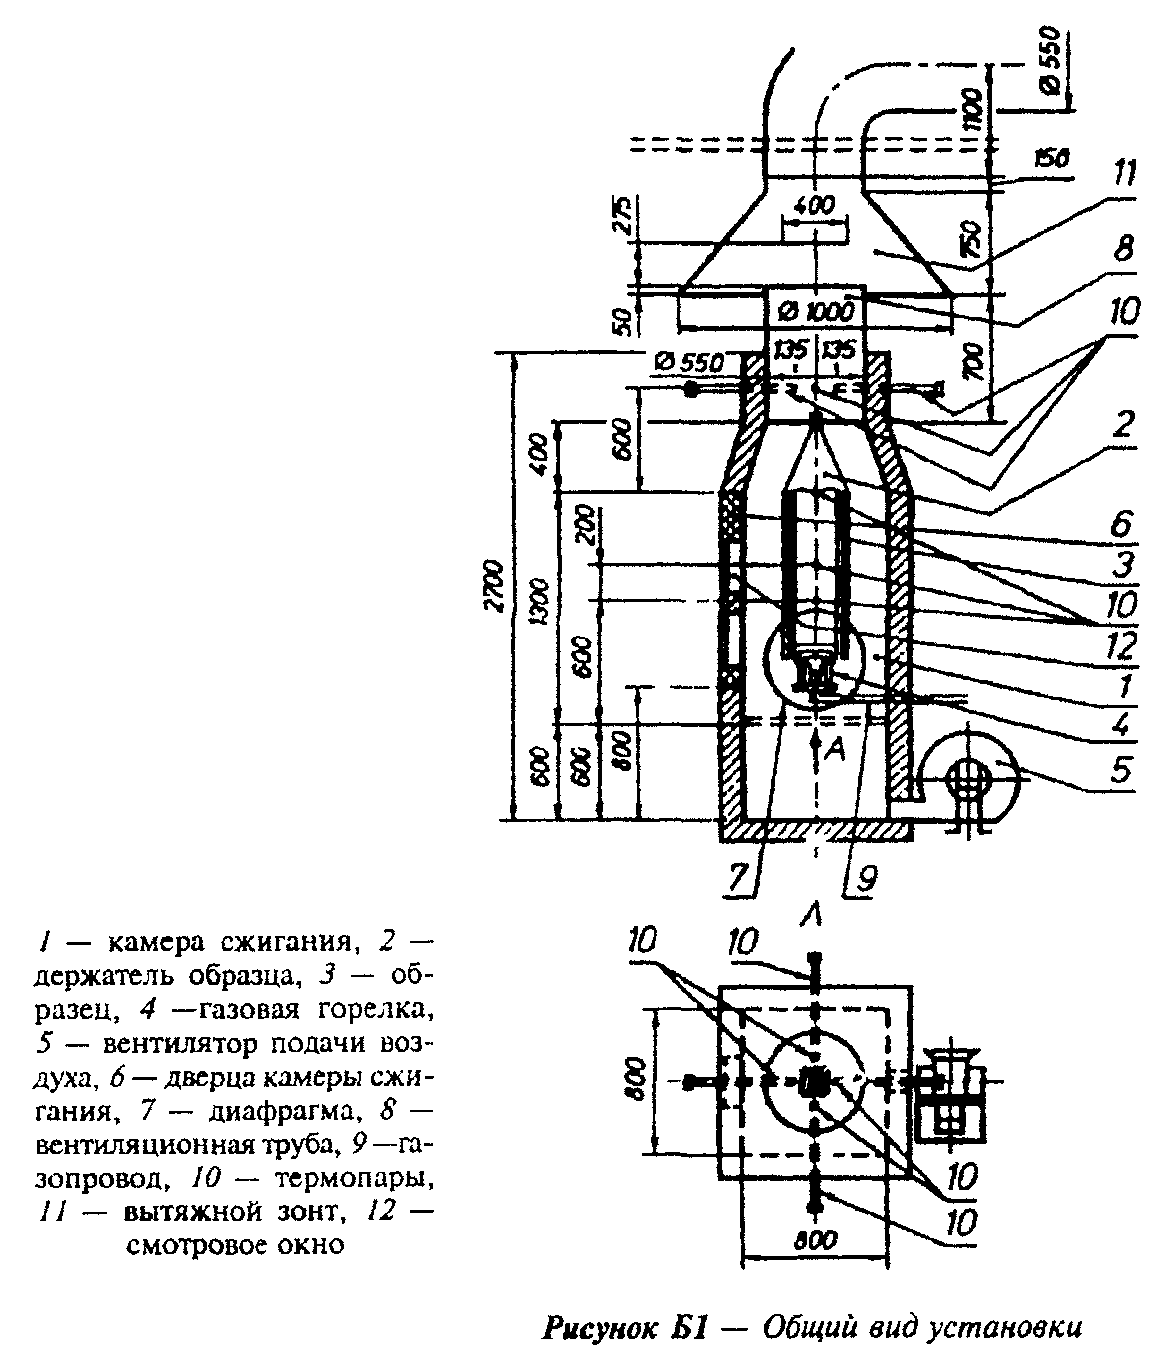 Ø 550
1100
150
11
275
400
750
8
50
Ø 1000
10
Ø 550
135
135
700
2
400
600
6
200
3
2700
1300
10
12
600
1
4
600
600
800
А
5
7
9
А
10
10
800
10
10
800
1 — камера сжигания, 2 —
держатель образца, 3 — об-
разец, 4 —газовая горелка,
5 — вентилятор подачи воз-
духа, 6 — дверца камеры сжи-
гания, 7 — диафрагма, 8 —
вентиляционная труба, 9 —га-
зопровод, 10 — термопары,
11 — вытяжной зонт, 12 —
смотровое окно
Рисунок Б1 — Общий вид установки